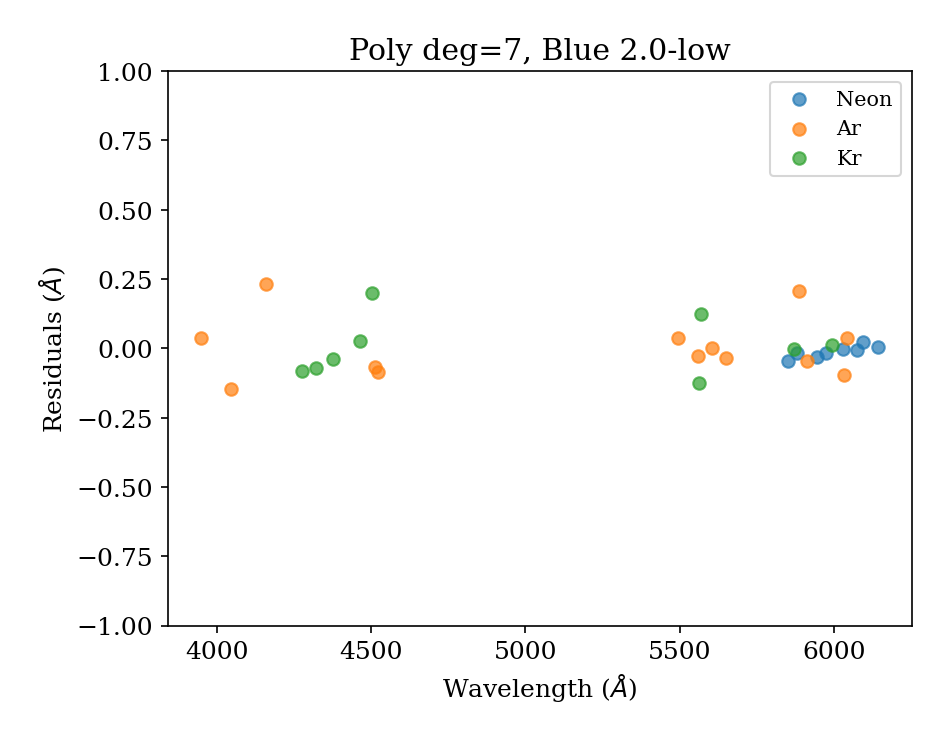 Poly deg=7, Blue 2.0-low
1.00
0.75
0.50
0.25
0.00
−0.25
−0.50
−0.75
−1.00
Residuals (Å)
Neon
Ar
Kr
4000 4500 5000 5500 6000
Wavelength (Å)